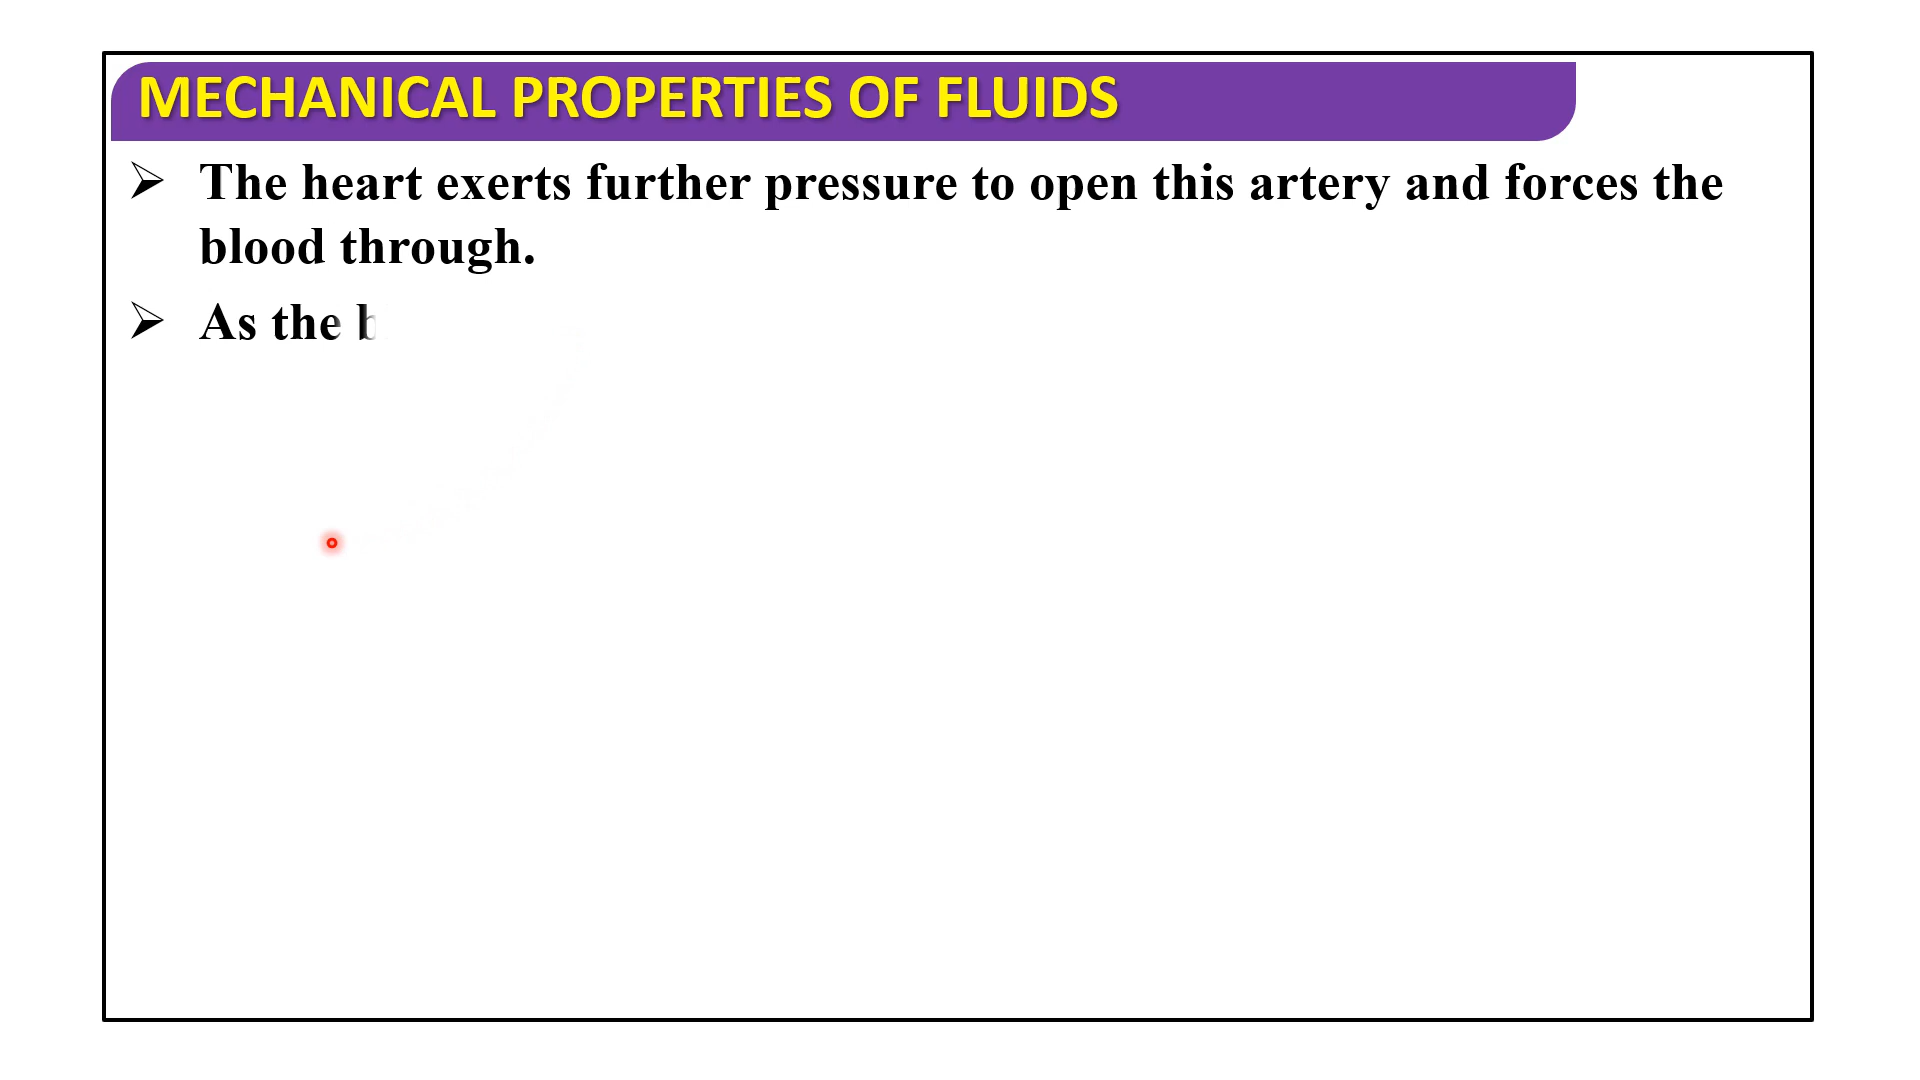 MECHANICAL PROPERTIES OF FLUIDS
➢ The heart exerts further pressure to open this artery and forces the
blood through.
➢ As the b